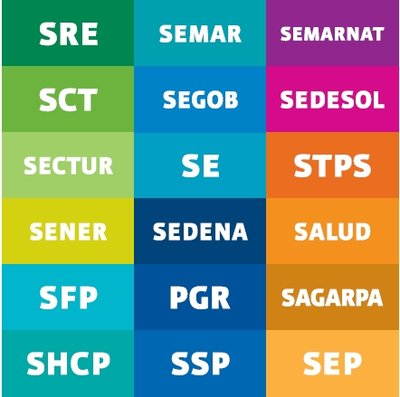 SRE SEMAR SEMARNAT
SCT SEGOB SEDESOL
SECTUR SE STPS
SENER SEDENA SALUD
SFP PGR SAGARPA
SHCP SSP SEP